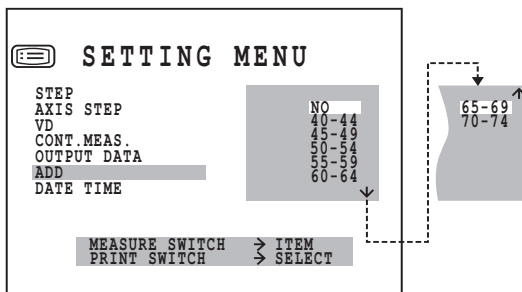 SETTING MENU
STEP
AXIS STEP
VD
CONT.MEAS.
OUTPUT DATA
ADD
DATE TIME
NO
40-44
45-49
50-54
55-59
60-64
65-69
70-74
MEASURE SWITCH → ITEM
PRINT SWITCH → SELECT